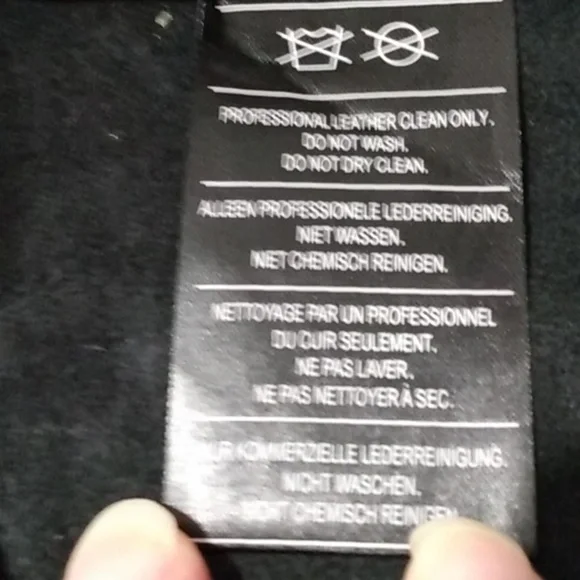 PROFESSIONAL LEATHER CLEAN ONLY.
DO NOT WASH.
DO NOT DRY CLEAN.
ALLEEN PROFESSIONELE LEDERREINIGING.
NIET WASSEN.
NIET CHEMISCH REINIGEN.
NETTOYAGE PAR UN PROFESSIONNEL
DU CUIR SEULEMENT.
NE PAS LAVER.
NE PAS NETTOYER À SEC.
KOMMERZIELLE LEDERREINIGUNG.
NICHT WASCHEN.
NICHT CHEMISCH REINIGEN.